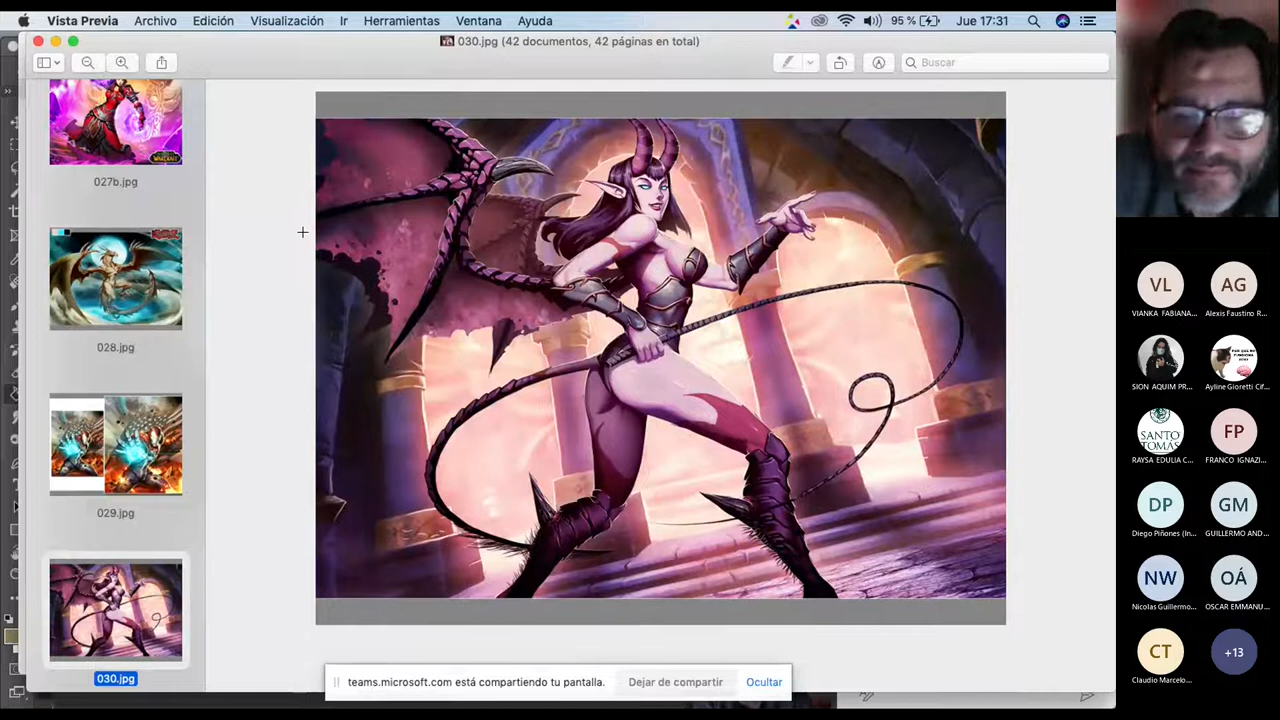 Vista Previa Archivo Edición Visualización Ir Herramientas Ventana Ayuda 95 % Jue 17:31
030.jpg (42 documentos, 42 páginas en total)
Buscar
027b.jpg
028.jpg
029.jpg
030.jpg
teams.microsoft.com está compartiendo tu pantalla. Dejar de compartir Ocultar
VL AG
VIANKA FABIANA... Alexis Faustino R...
SION AQUIM PR... Ayline Gioretti Cif...
SANTO TOMÁS FP
RAYSA EDULIA C... FRANCO IGNAZI...
DP GM
Diego Piñones (In... GUILLERMO AND...
NW OÁ
Nicolas Guillermo... OSCAR EMMANU...
CT +13
Claudio Marcelo...